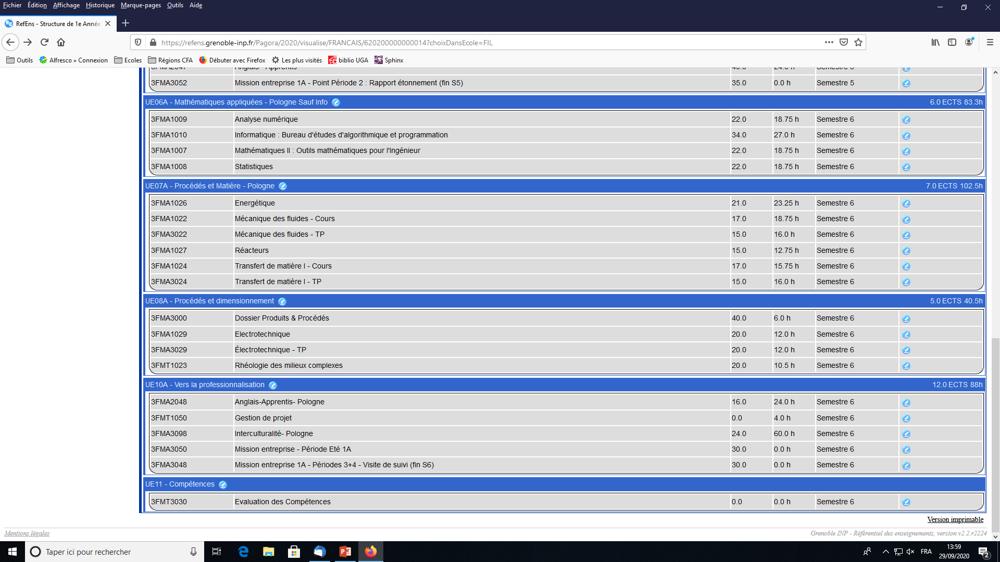 Fichier Édition Affichage Historique Marque-pages Outils Aide
RefEns - Structure de 1e Année
https://refens.grenoble-inp.fr/Pagora/2020/visualise/FRANCAIS/620200000000014?choixDansEcole=FIL
Outils Alfresco » Connexion Ecoles Régions CFA Débuter avec Firefox Les plus visités biblio UGA Sphinx
3FMA2047 Anglais - Apprentis 24.0 h Semestre
3FMA3052 Mission entreprise 1A - Point Période 2 : Rapport étonnement (fin S5) 35.0 0.0 h Semestre 5
UE06A - Mathématiques appliquées - Pologne Sauf Info 6.0 ECTS 83.3h
3FMA1009 Analyse numérique 22.0 18.75 h Semestre 6
3FMA1010 Informatique : Bureau d'études d'algorithmique et programmation 34.0 27.0 h Semestre 6
3FMA1007 Mathématiques II : Outils mathématiques pour l'Ingénieur 22.0 18.75 h Semestre 6
3FMA1008 Statistiques 22.0 18.75 h Semestre 6
UE07A - Procédés et Matière - Pologne 7.0 ECTS 102.5h
3FMA1026 Energétique 21.0 23.25 h Semestre 6
3FMA1022 Mécanique des fluides - Cours 17.0 18.75 h Semestre 6
3FMA3022 Mécanique des fluides - TP 15.0 16.0 h Semestre 6
3FMA1027 Réacteurs 15.0 12.75 h Semestre 6
3FMA1024 Transfert de matière I - Cours 17.0 15.75 h Semestre 6
3FMA3024 Transfert de matière I - TP 15.0 16.0 h Semestre 6
UE08A - Procédés et dimensionnement 5.0 ECTS 40.5h
3FMA3000 Dossier Produits & Procédés 40.0 6.0 h Semestre 6
3FMA1029 Electrotechnique 20.0 12.0 h Semestre 6
3FMA3029 Électrotechnique - TP 20.0 12.0 h Semestre 6
3FMT1023 Rhéologie des milieux complexes 20.0 10.5 h Semestre 6
UE10A - Vers la professionnalisation 12.0 ECTS 88h
3FMA2048 Anglais-Apprentis- Pologne 16.0 24.0 h Semestre 6
3FMT1050 Gestion de projet 0.0 4.0 h Semestre 6
3FMA3098 Interculturalité- Pologne 24.0 60.0 h Semestre 6
3FMA3050 Mission entreprise - Période Eté 1A 30.0 0.0 h Semestre 6
3FMA3048 Mission entreprise 1A - Périodes 3+4 - Visite de suivi (fin S6) 30.0 0.0 h Semestre 6
UE11 - Compétences
3FMT3030 Evaluation des Compétences 0.0 0.0 h Semestre 6
Version imprimable
Mentions légales Grenoble INP - Référentiel des enseignements, version v2.2.r2224
Taper ici pour rechercher FRA 13:59
29/09/2020 2